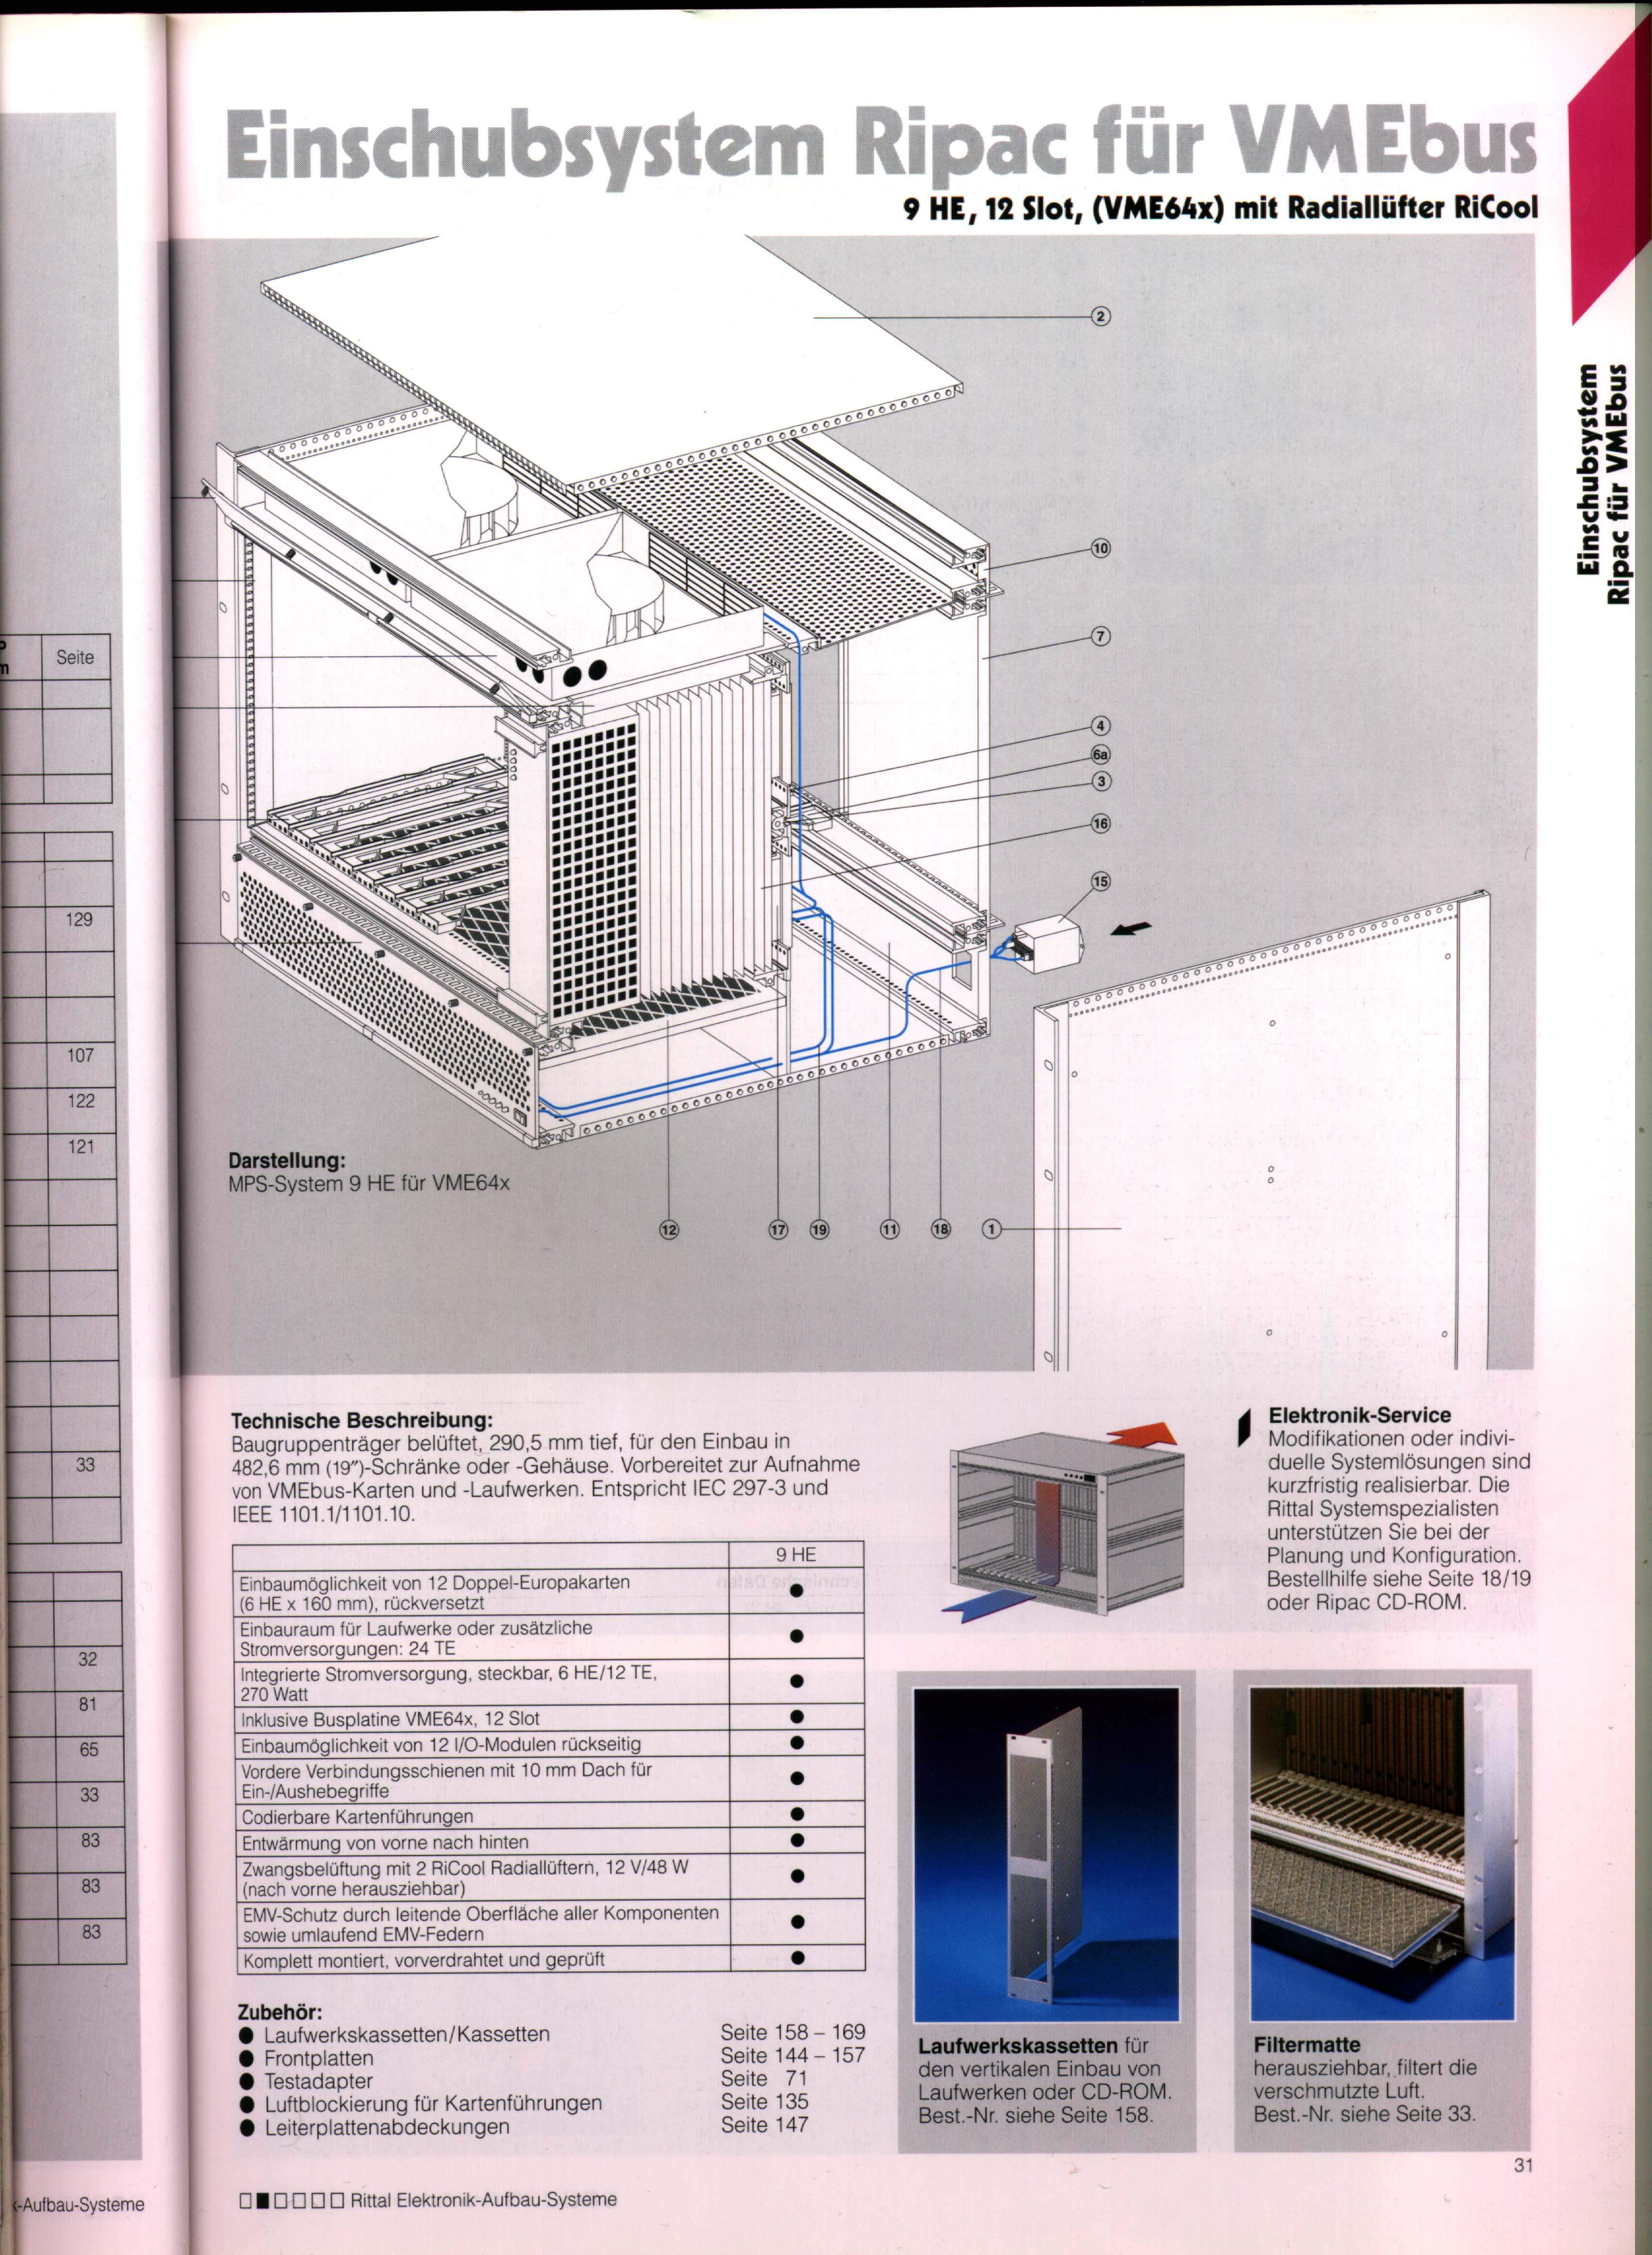 Einschubsystem Ripac für VMEbus
9 HE, 12 Slot, (VME64x) mit Radiallüfter RiCool
Einschubsystem
Ripac für VMEbus
Seite
129
107
122
121
33
32
81
65
33
83
83
83
-Aufbau-Systeme
2
10
7
4
6a
3
16
15
Darstellung:
MPS-System 9 HE für VME64x
12
17
19
11
18
1
Technische Beschreibung:
Baugruppenträger belüftet, 290,5 mm tief, für den Einbau in
482,6 mm (19″)-Schränke oder -Gehäuse. Vorbereitet zur Aufnahme
von VMEbus-Karten und -Laufwerken. Entspricht IEC 297-3 und
IEEE 1101.1/1101.10.
9 HE
Einbaumöglichkeit von 12 Doppel-Europakarten
(6 HE x 160 mm), rückversetzt ●
Einbauraum für Laufwerke oder zusätzliche
Stromversorgungen: 24 TE ●
Integrierte Stromversorgung, steckbar, 6 HE/12 TE,
270 Watt ●
Inklusive Busplatine VME64x, 12 Slot ●
Einbaumöglichkeit von 12 I/O-Modulen rückseitig ●
Vordere Verbindungsschienen mit 10 mm Dach für
Ein-/Aushebegriffe ●
Codierbare Kartenführungen ●
Entwärmung von vorne nach hinten ●
Zwangsbelüftung mit 2 RiCool Radiallüftern, 12 V/48 W
(nach vorne herausziehbar) ●
EMV-Schutz durch leitende Oberfläche aller Komponenten
sowie umlaufend EMV-Federn ●
Komplett montiert, vorverdrahtet und geprüft ●
Zubehör:
● Laufwerkskassetten/Kassetten Seite 158 – 169
● Frontplatten Seite 144 – 157
● Testadapter Seite 71
● Luftblockierung für Kartenführungen Seite 135
● Leiterplattenabdeckungen Seite 147
Elektronik-Service
Modifikationen oder indivi-
duelle Systemlösungen sind
kurzfristig realisierbar. Die
Rittal Systemspezialisten
unterstützen Sie bei der
Planung und Konfiguration.
Bestellhilfe siehe Seite 18/19
oder Ripac CD-ROM.
Laufwerkskassetten für
den vertikalen Einbau von
Laufwerken oder CD-ROM.
Best.-Nr. siehe Seite 158.
Filtermatte
herausziehbar, filtert die
verschmutzte Luft.
Best.-Nr. siehe Seite 33.
31
□■□□□□ Rittal Elektronik-Aufbau-Systeme